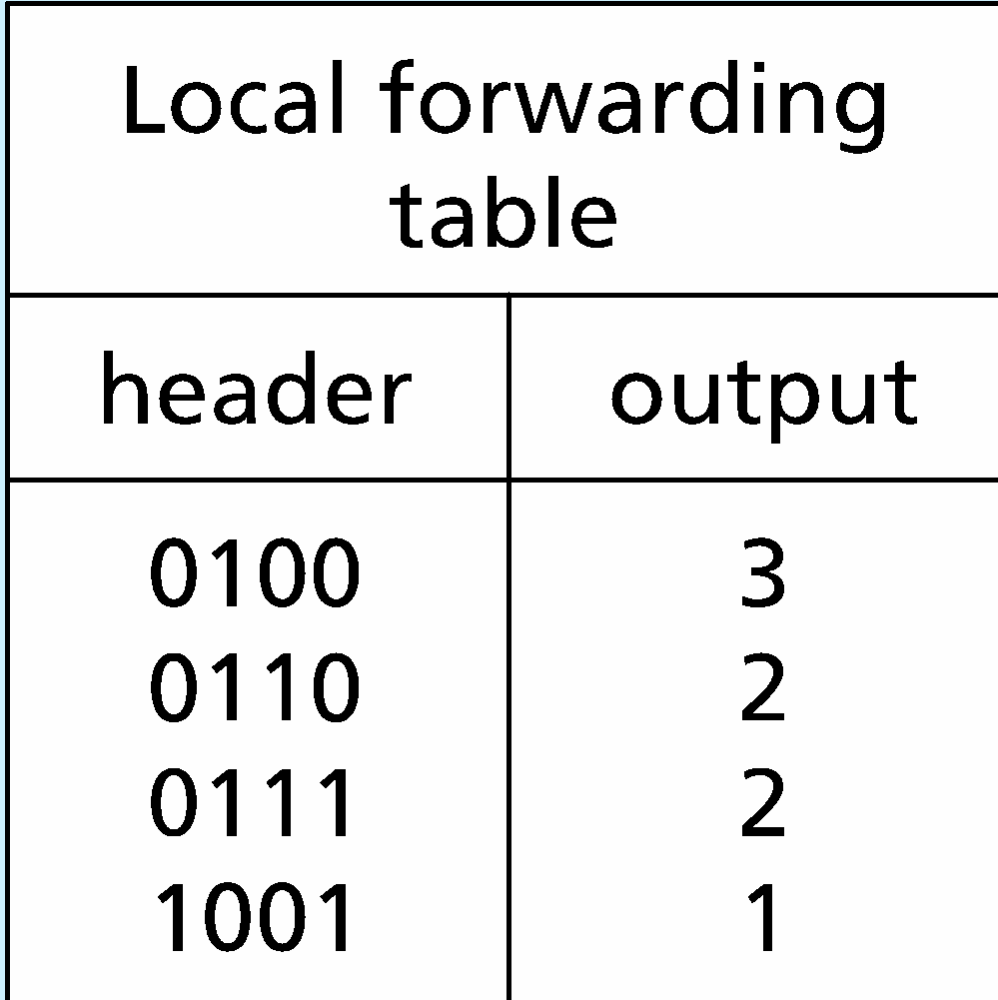 Local forwarding
table
header output
0100 3
0110 2
0111 2
1001 1